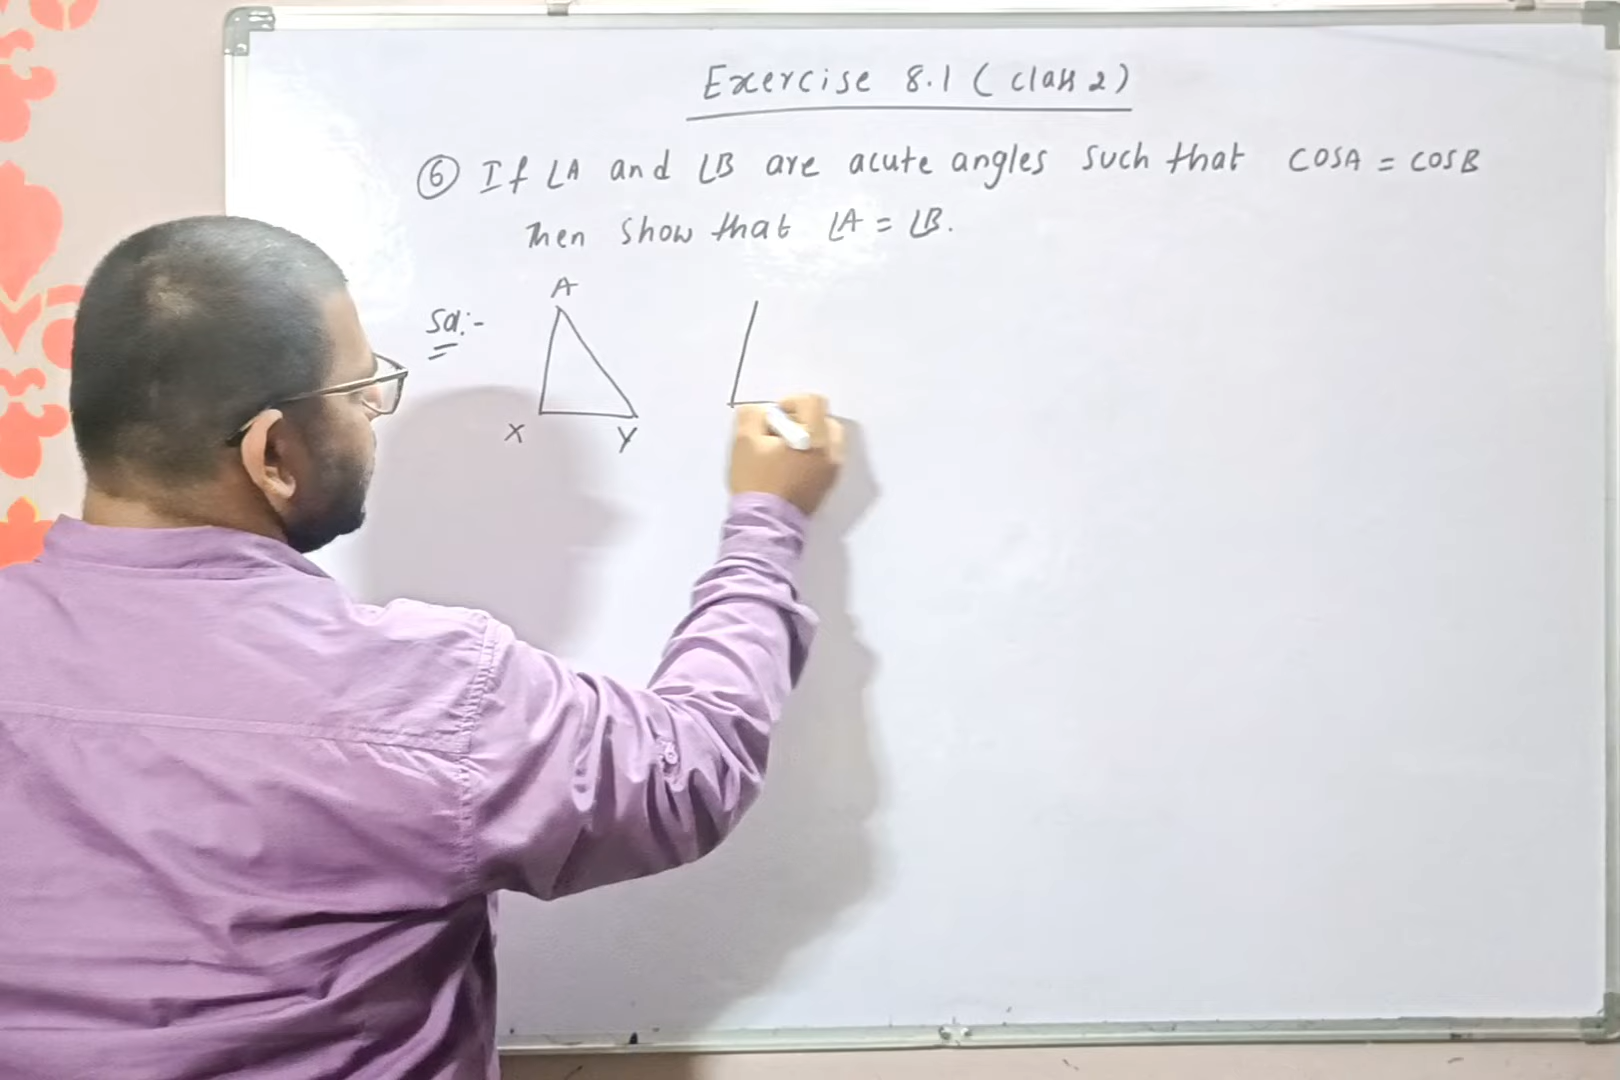 Exercise 8.1 (class 2)
⑥ If ∠A and ∠B are acute angles such that COSA = COSB
Then show that ∠A = ∠B.
Sol:-
A
X
Y